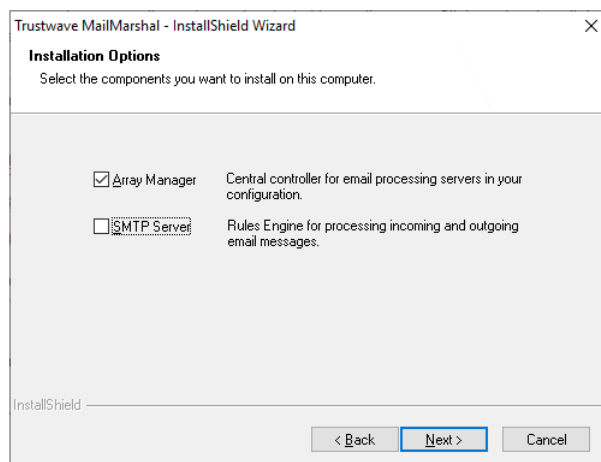 Trustwave MailMarshal - InstallShield Wizard
Installation Options
Select the components you want to install on this computer.
Array Manager
Central controller for email processing servers in your
configuration.
SMTP Server
Rules Engine for processing incoming and outgoing
email messages.
InstallShield
< Back
Next >
Cancel